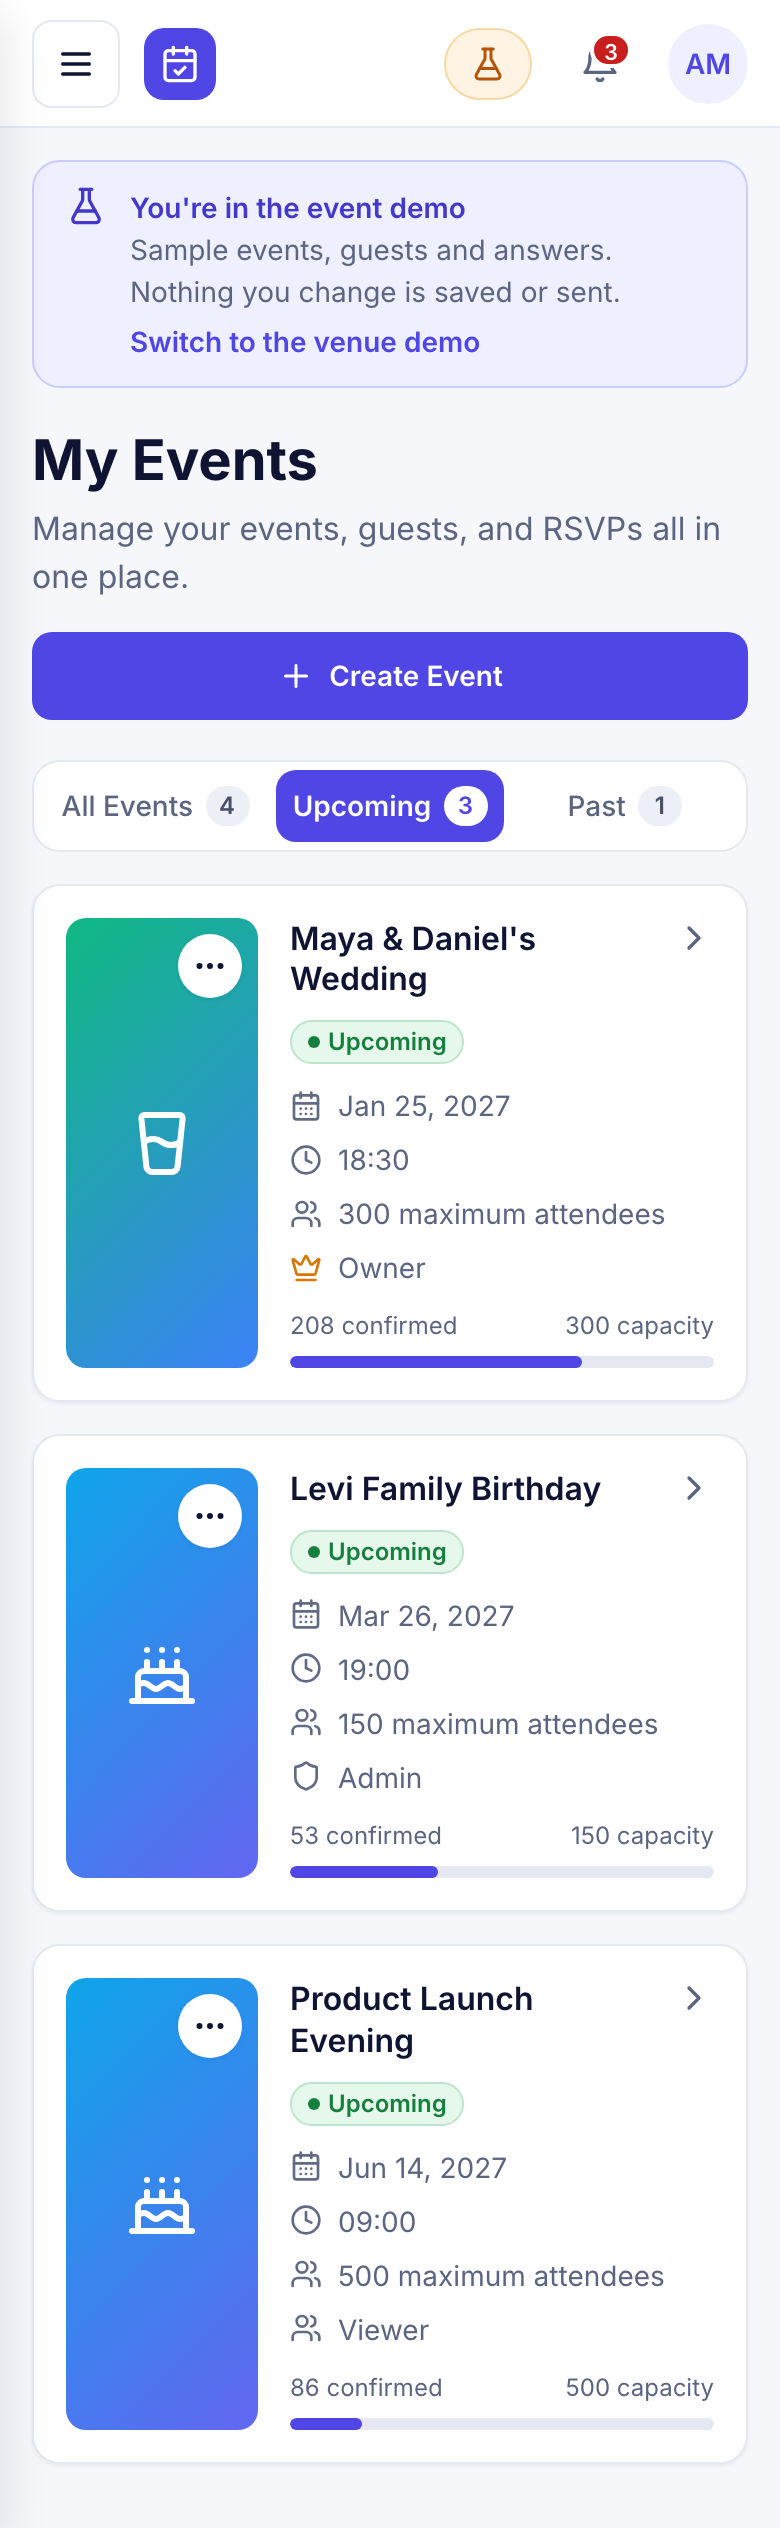 3
AM
You're in the event demo
Sample events, guests and answers.
Nothing you change is saved or sent.
Switch to the venue demo
My Events
Manage your events, guests, and RSVPs all in
one place.
Create Event
All Events 4 Upcoming 3 Past 1
Maya & Daniel's
Wedding
Upcoming
Jan 25, 2027
18:30
300 maximum attendees
Owner
208 confirmed 300 capacity
Levi Family Birthday
Upcoming
Mar 26, 2027
19:00
150 maximum attendees
Admin
53 confirmed 150 capacity
Product Launch
Evening
Upcoming
Jun 14, 2027
09:00
500 maximum attendees
Viewer
86 confirmed 500 capacity